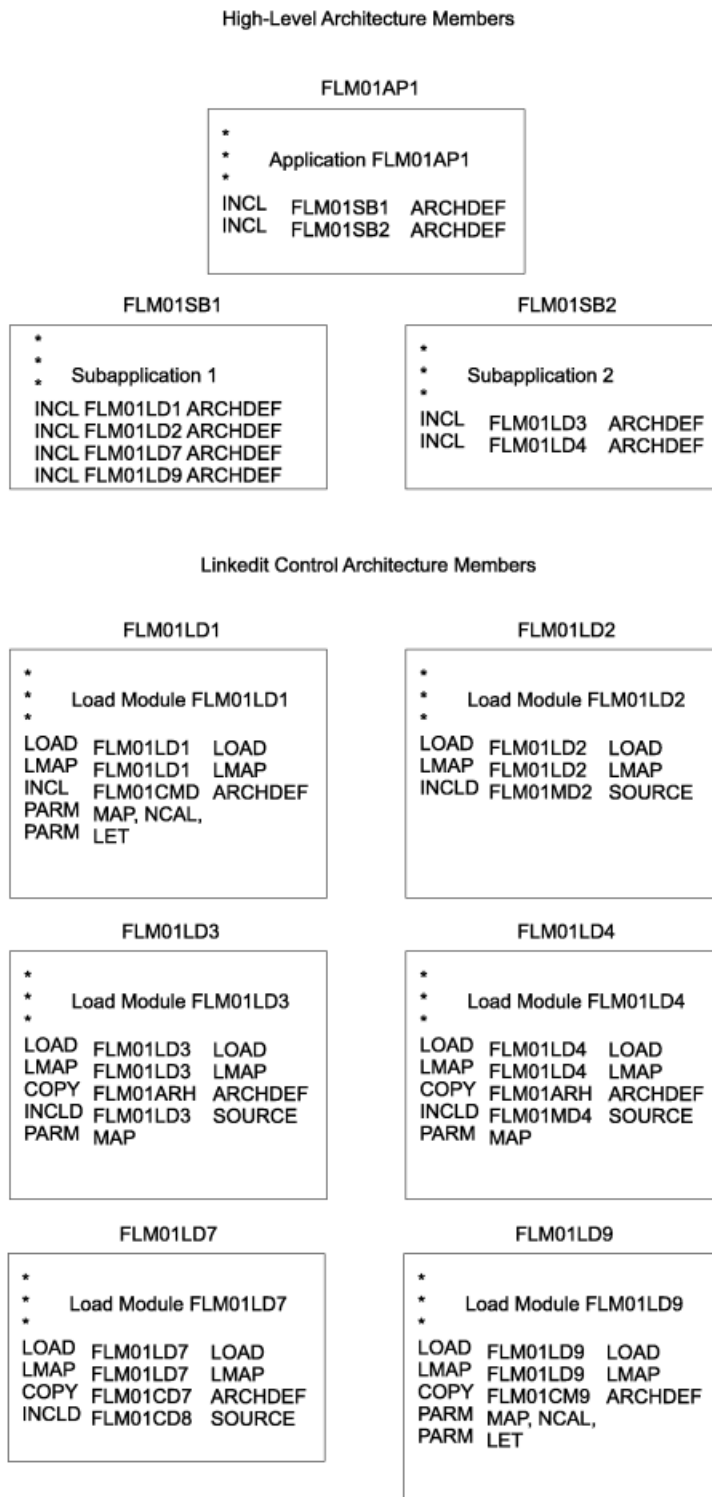 High-Level Architecture Members
FLM01AP1
*
* Application FLM01AP1
*
INCL FLM01SB1 ARCHDEF
INCL FLM01SB2 ARCHDEF
FLM01SB1
*
*
* Subapplication 1
INCL FLM01LD1 ARCHDEF
INCL FLM01LD2 ARCHDEF
INCL FLM01LD7 ARCHDEF
INCL FLM01LD9 ARCHDEF
FLM01SB2
*
* Subapplication 2
*
INCL FLM01LD3 ARCHDEF
INCL FLM01LD4 ARCHDEF
Linkedit Control Architecture Members
FLM01LD1
*
* Load Module FLM01LD1
*
LOAD FLM01LD1 LOAD
LMAP FLM01LD1 LMAP
INCL FLM01CMD ARCHDEF
PARM MAP, NCAL,
PARM LET
FLM01LD2
*
* Load Module FLM01LD2
*
LOAD FLM01LD2 LOAD
LMAP FLM01LD2 LMAP
INCLD FLM01MD2 SOURCE
FLM01LD3
*
* Load Module FLM01LD3
*
LOAD FLM01LD3 LOAD
LMAP FLM01LD3 LMAP
COPY FLM01ARH ARCHDEF
INCLD FLM01LD3 SOURCE
PARM MAP
FLM01LD4
*
* Load Module FLM01LD4
*
LOAD FLM01LD4 LOAD
LMAP FLM01LD4 LMAP
COPY FLM01ARH ARCHDEF
INCLD FLM01MD4 SOURCE
PARM MAP
FLM01LD7
*
* Load Module FLM01LD7
*
LOAD FLM01LD7 LOAD
LMAP FLM01LD7 LMAP
COPY FLM01CD7 ARCHDEF
INCLD FLM01CD8 SOURCE
FLM01LD9
*
* Load Module FLM01LD9
*
LOAD FLM01LD9 LOAD
LMAP FLM01LD9 LMAP
COPY FLM01CM9 ARCHDEF
PARM MAP, NCAL,
PARM LET